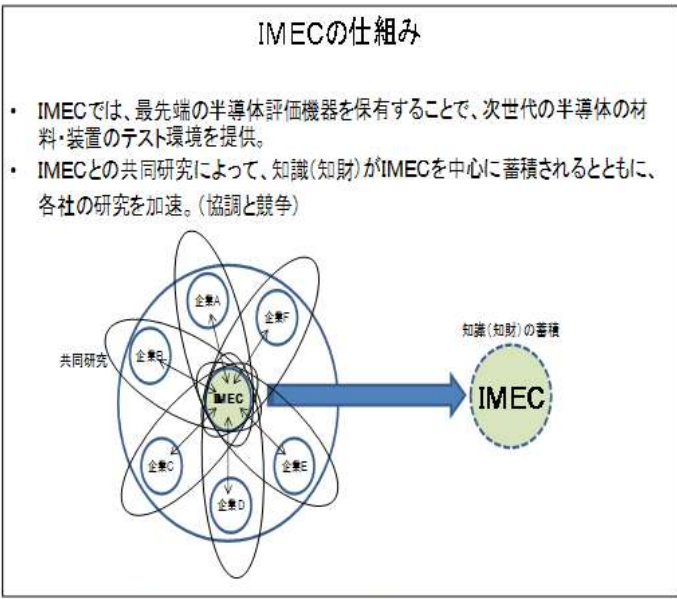 IMECの仕組み
• IMECでは、最先端の半導体評価機器を保有することで、次世代の半導体の材
料・装置のテスト環境を提供。
• IMECとの共同研究によって、知識(知財)がIMECを中心に蓄積されるとともに、
各社の研究を加速。(協調と競争)
企業A
企業F
知識(知財)の蓄積
共同研究
企業B
IMEC
IMEC
企業C
企業E
企業D